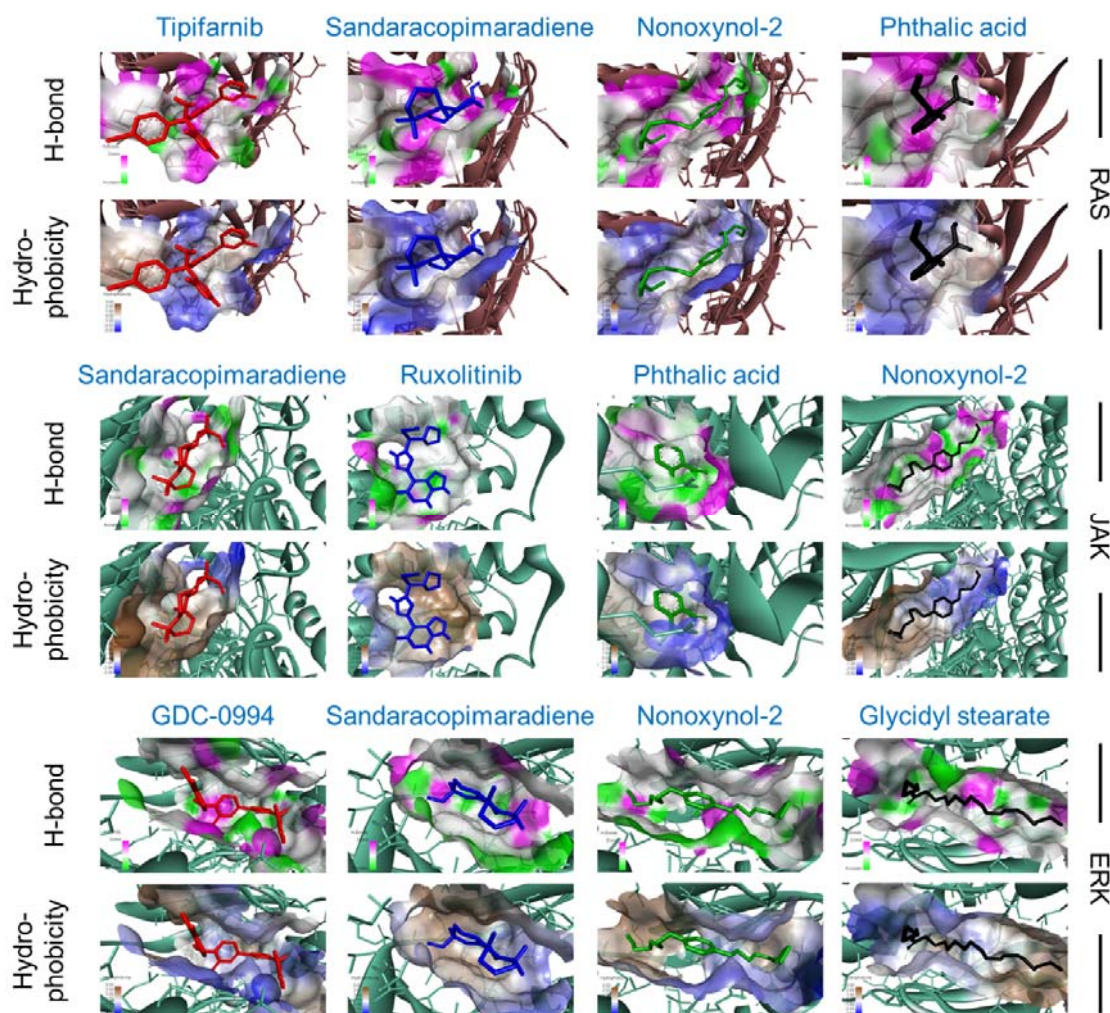 Tipifarnib Sandaracopimaradiene Nonoxynol-2 Phthalic acid
H-bond
Hydro-
phobicity
RAS
Sandaracopimaradiene Ruxolitinib Phthalic acid Nonoxynol-2
H-bond
Hydro-
phobicity
JAK
GDC-0994 Sandaracopimaradiene Nonoxynol-2 Glycidyl stearate
H-bond
Hydro-
phobicity
ERK